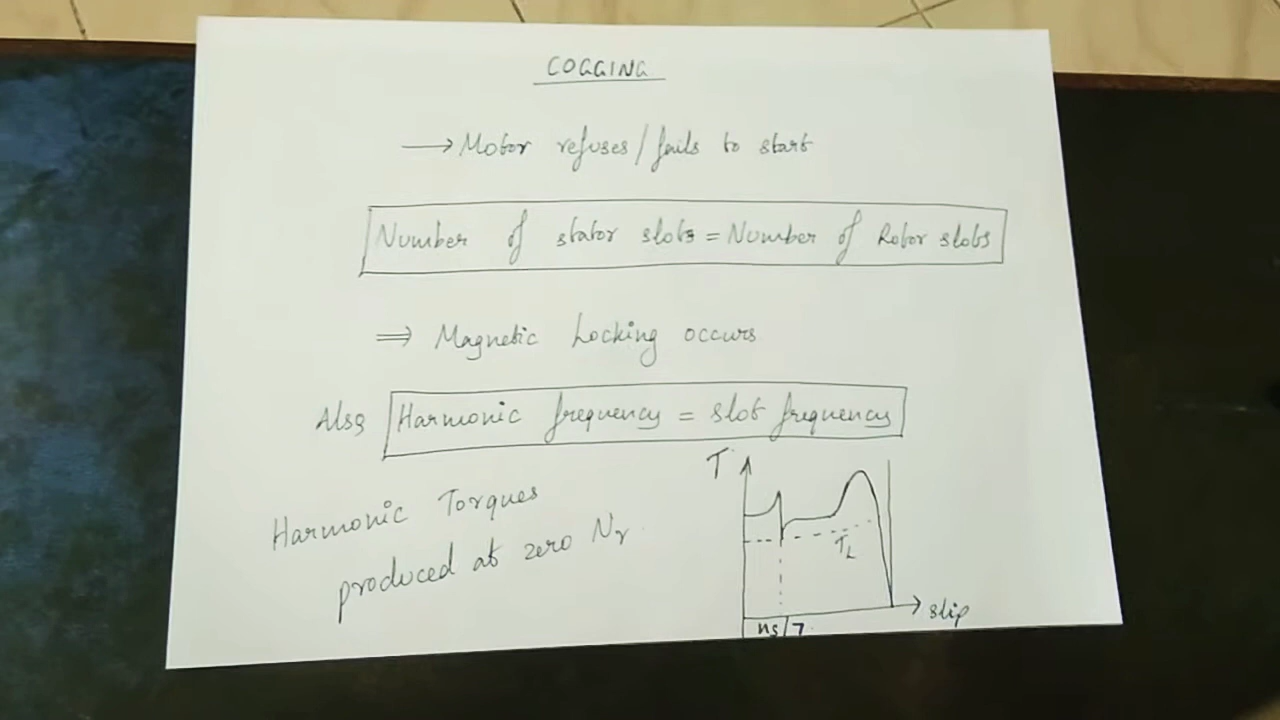 COGGING
→ Motor refuses/fails to start
Number of stator slots = Number of Rotor slots
⇒ Magnetic Locking occurs
Also Harmonic frequency = slot frequency
Harmonic Torques
produced at zero Nr
T
TL
slip
ns/7